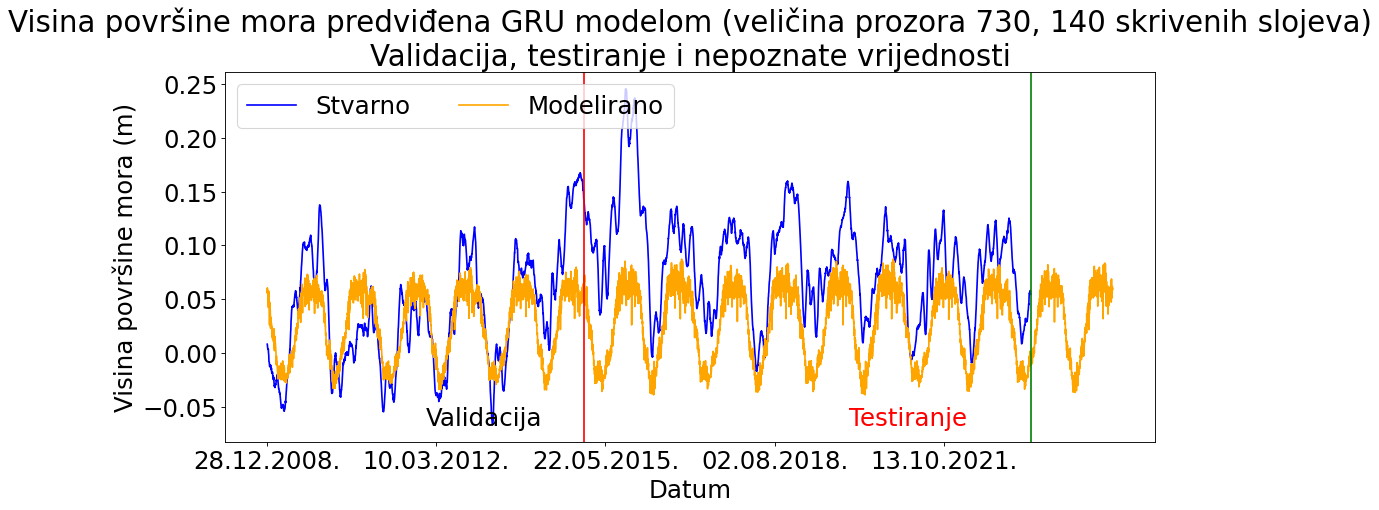 Visina površine mora predviđena GRU modelom (veličina prozora 730, 140 skrivenih slojeva)
Validacija, testiranje i nepoznate vrijednosti
Visina površine mora (m)
0.25
0.20
0.15
0.10
0.05
0.00
−0.05
Stvarno
Modelirano
Validacija
Testiranje
28.12.2008.
10.03.2012.
22.05.2015.
02.08.2018.
13.10.2021.
Datum